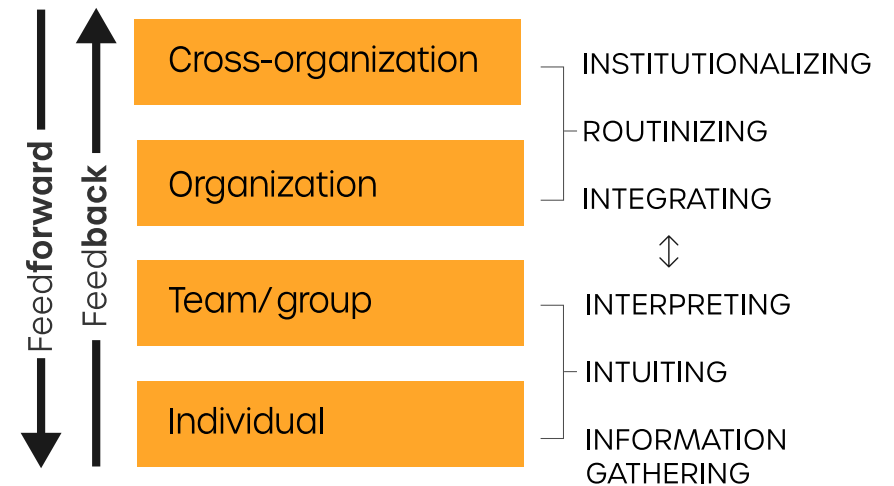 Feedforward
Feedback
Cross-organization
Organization
Team/group
Individual
INSTITUTIONALIZING
ROUTINIZING
INTEGRATING
INTERPRETING
INTUITING
INFORMATION
GATHERING